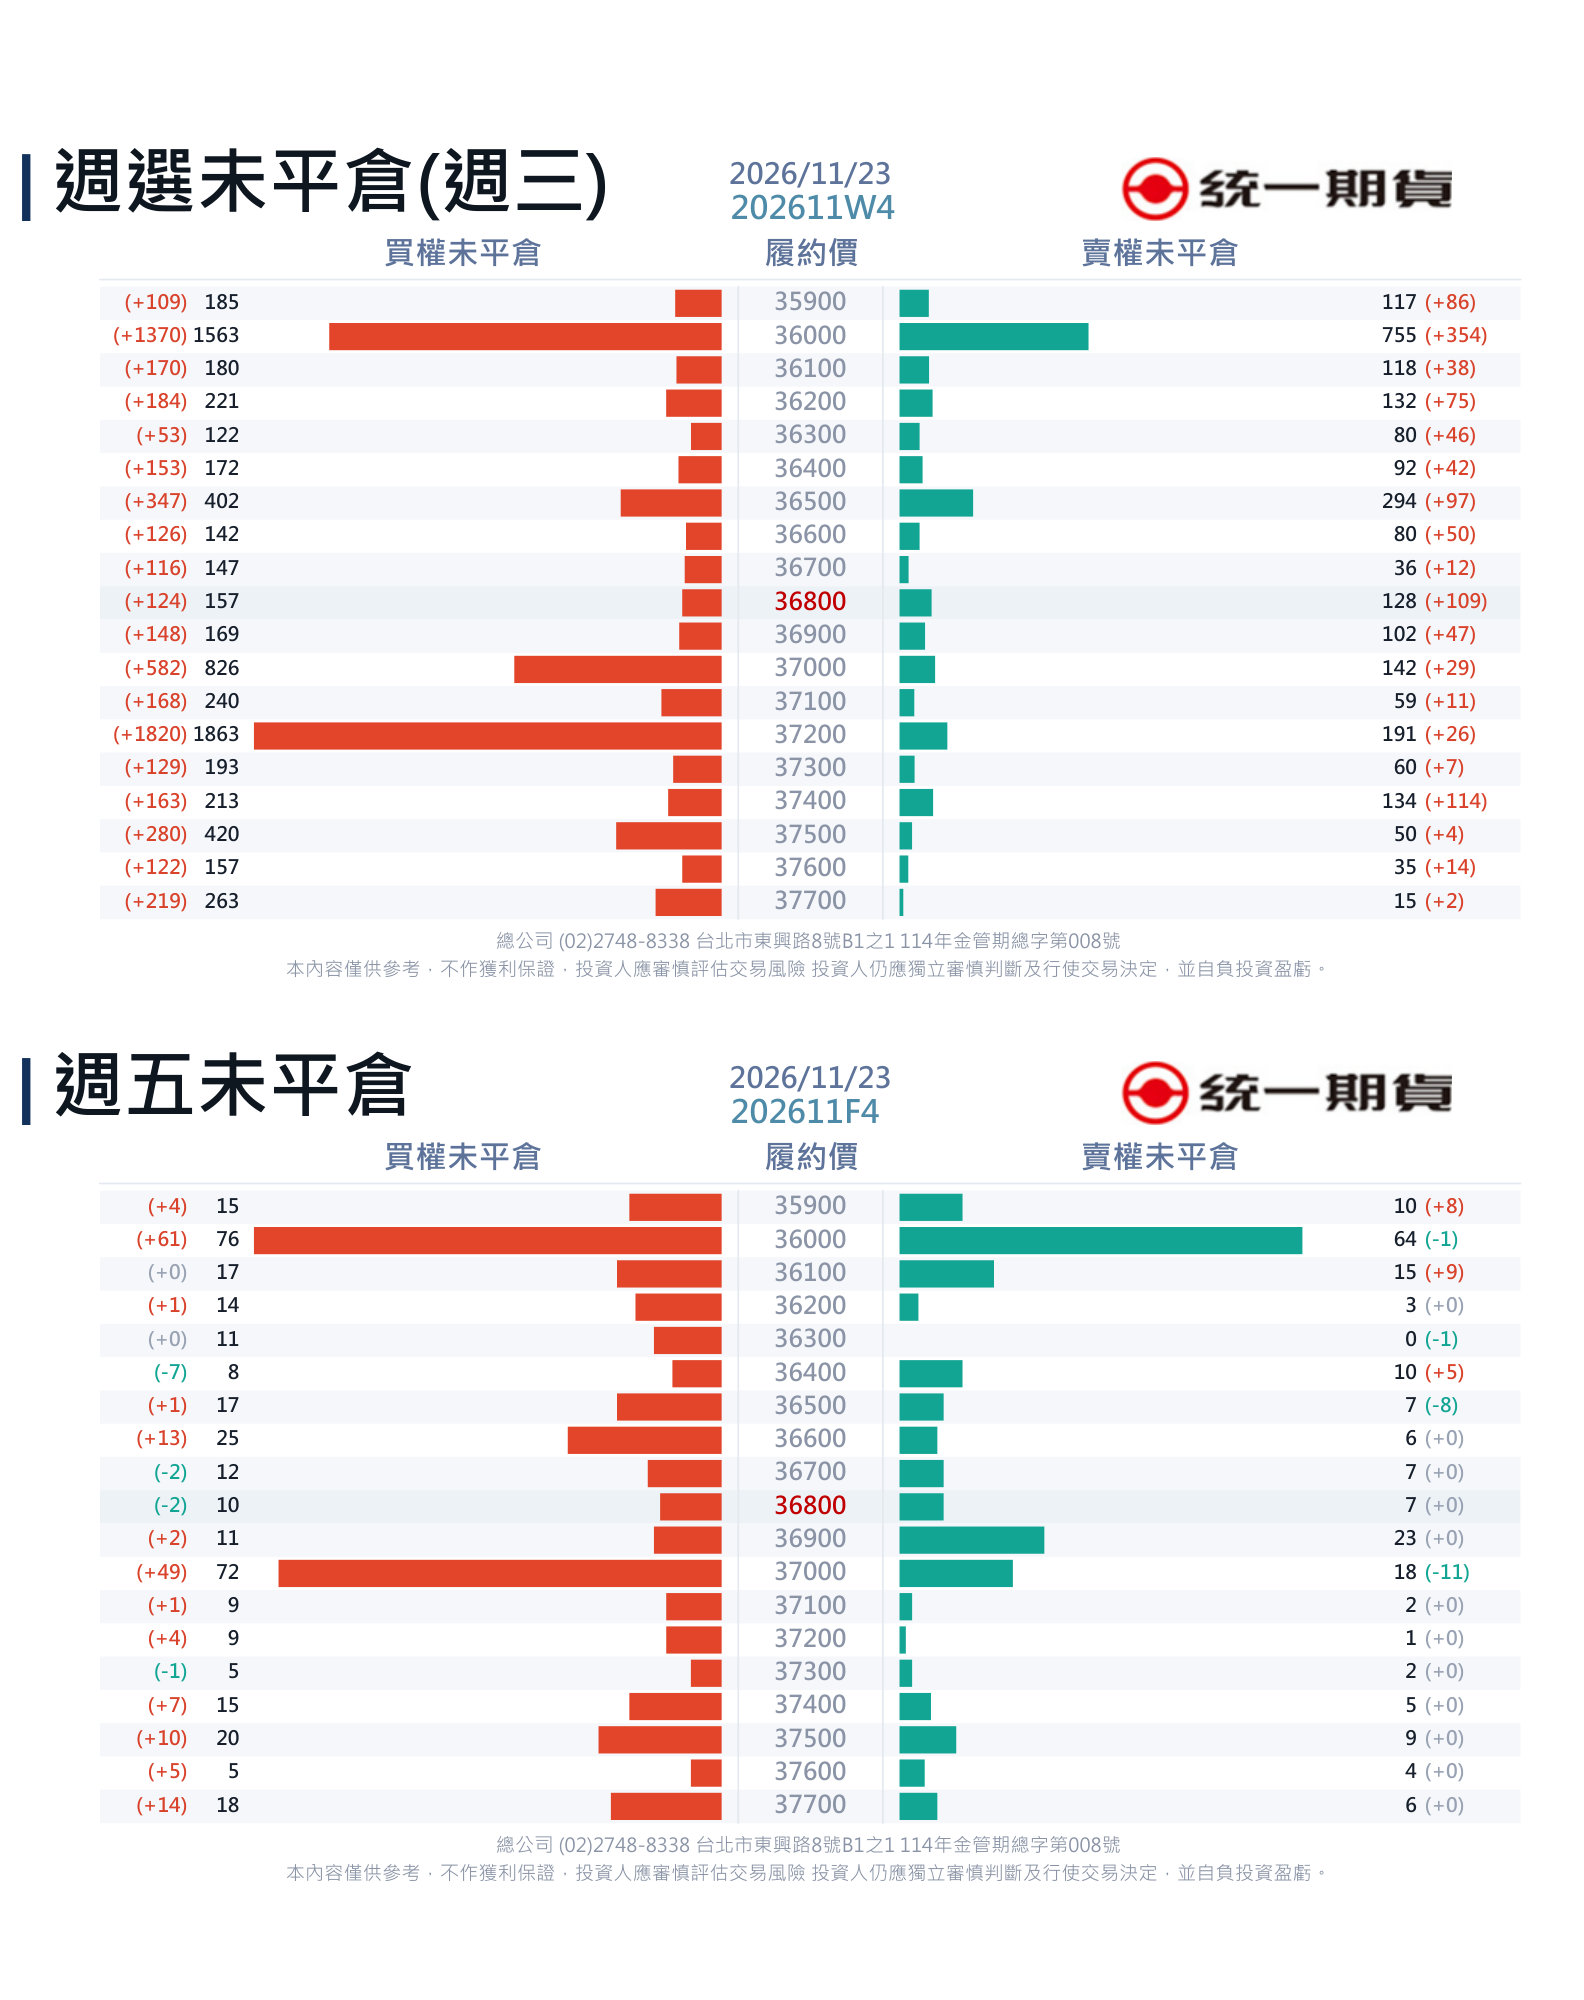 週選未平倉(週三)
2026/11/23
202611W4
統一期貨
買權未平倉 履約價 賣權未平倉
(+109) 185 35900 117 (+86)
(+1370) 1563 36000 755 (+354)
(+170) 180 36100 118 (+38)
(+184) 221 36200 132 (+75)
(+53) 122 36300 80 (+46)
(+153) 172 36400 92 (+42)
(+347) 402 36500 294 (+97)
(+126) 142 36600 80 (+50)
(+116) 147 36700 36 (+12)
(+124) 157 36800 128 (+109)
(+148) 169 36900 102 (+47)
(+582) 826 37000 142 (+29)
(+168) 240 37100 59 (+11)
(+1820) 1863 37200 191 (+26)
(+129) 193 37300 60 (+7)
(+163) 213 37400 134 (+114)
(+280) 420 37500 50 (+4)
(+122) 157 37600 35 (+14)
(+219) 263 37700 15 (+2)
總公司 (02)2748-8338 台北市東興路8號B1之1 114年金管期總字第008號
本內容僅供參考，不作獲利保證，投資人應審慎評估交易風險 投資人仍應獨立審慎判斷及行使交易決定，並自負投資盈虧。
週五未平倉
2026/11/23
202611F4
統一期貨
買權未平倉 履約價 賣權未平倉
(+4) 15 35900 10 (+8)
(+61) 76 36000 64 (-1)
(+0) 17 36100 15 (+9)
(+1) 14 36200 3 (+0)
(+0) 11 36300 0 (-1)
(-7) 8 36400 10 (+5)
(+1) 17 36500 7 (-8)
(+13) 25 36600 6 (+0)
(-2) 12 36700 7 (+0)
(-2) 10 36800 7 (+0)
(+2) 11 36900 23 (+0)
(+49) 72 37000 18 (-11)
(+1) 9 37100 2 (+0)
(+4) 9 37200 1 (+0)
(-1) 5 37300 2 (+0)
(+7) 15 37400 5 (+0)
(+10) 20 37500 9 (+0)
(+5) 5 37600 4 (+0)
(+14) 18 37700 6 (+0)
總公司 (02)2748-8338 台北市東興路8號B1之1 114年金管期總字第008號
本內容僅供參考，不作獲利保證，投資人應審慎評估交易風險 投資人仍應獨立審慎判斷及行使交易決定，並自負投資盈虧。